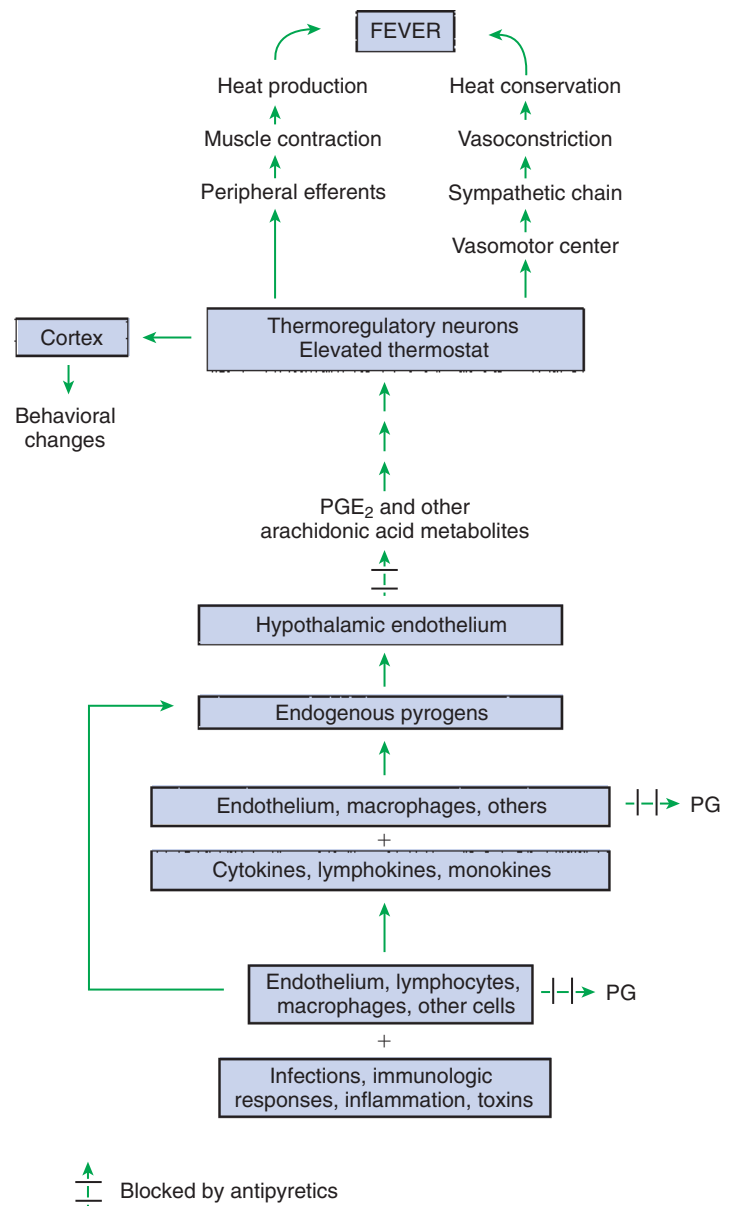 FEVER
Heat production
Heat conservation
Muscle contraction
Vasoconstriction
Peripheral efferents
Sympathetic chain
Vasomotor center
Thermoregulatory neurons
Elevated thermostat
Cortex
Behavioral
changes
PGE₂ and other
arachidonic acid metabolites
Hypothalamic endothelium
Endogenous pyrogens
Endothelium, macrophages, others
PG
+
Cytokines, lymphokines, monokines
Endothelium, lymphocytes,
macrophages, other cells
PG
+
Infections, immunologic
responses, inflammation, toxins
Blocked by antipyretics